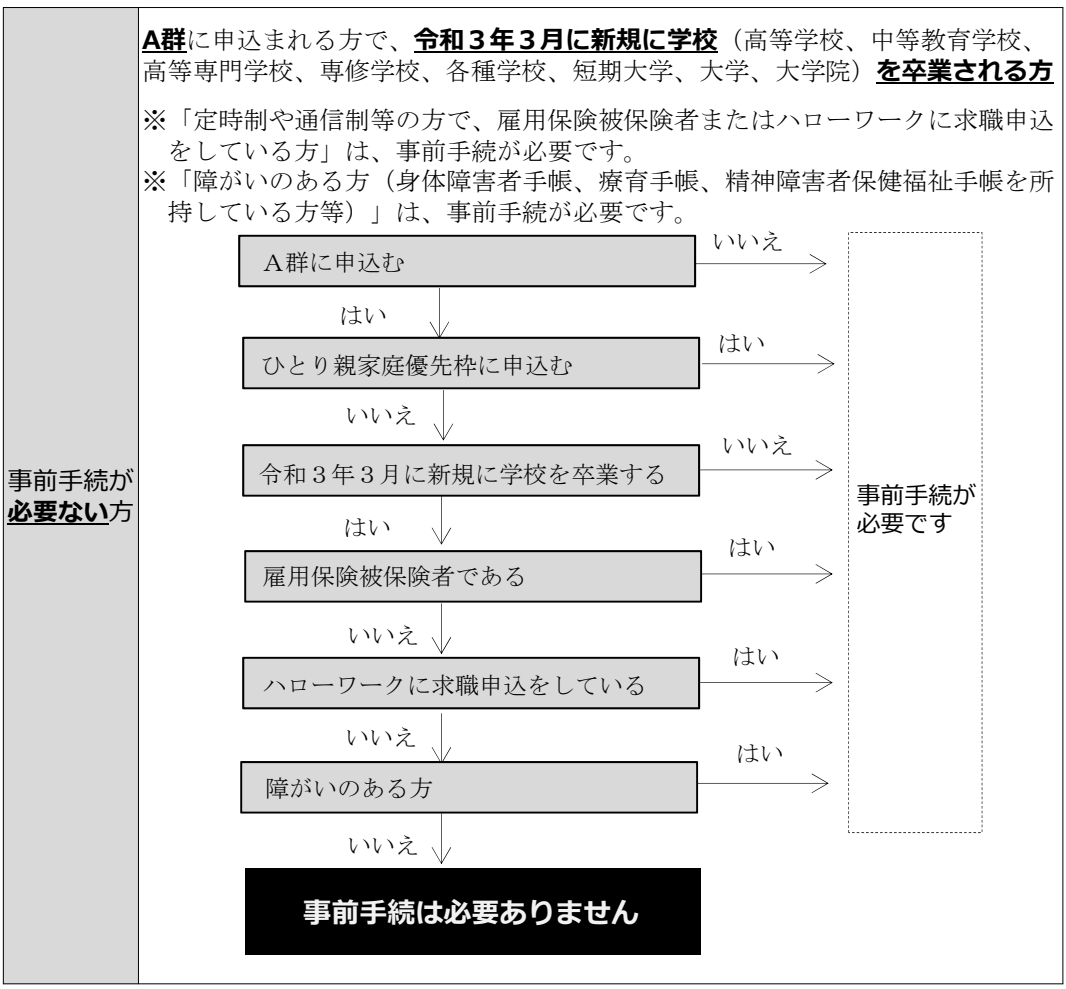 A群に申込まれる方で、令和３年３月に新規に学校（高等学校、中等教育学校、
高等専門学校、専修学校、各種学校、短期大学、大学、大学院）を卒業される方
※「定時制や通信制等の方で、雇用保険被保険者またはハローワークに求職申込
をしている方」は、事前手続が必要です。
※「障がいのある方（身体障害者手帳、療育手帳、精神障害者保健福祉手帳を所
持している方等）」は、事前手続が必要です。
事前手続が
必要ない方
Ａ群に申込む
いいえ
はい
ひとり親家庭優先枠に申込む
はい
いいえ
令和３年３月に新規に学校を卒業する
いいえ
はい
雇用保険被保険者である
はい
いいえ
ハローワークに求職申込をしている
はい
いいえ
障がいのある方
はい
いいえ
事前手続が
必要です
事前手続は必要ありません